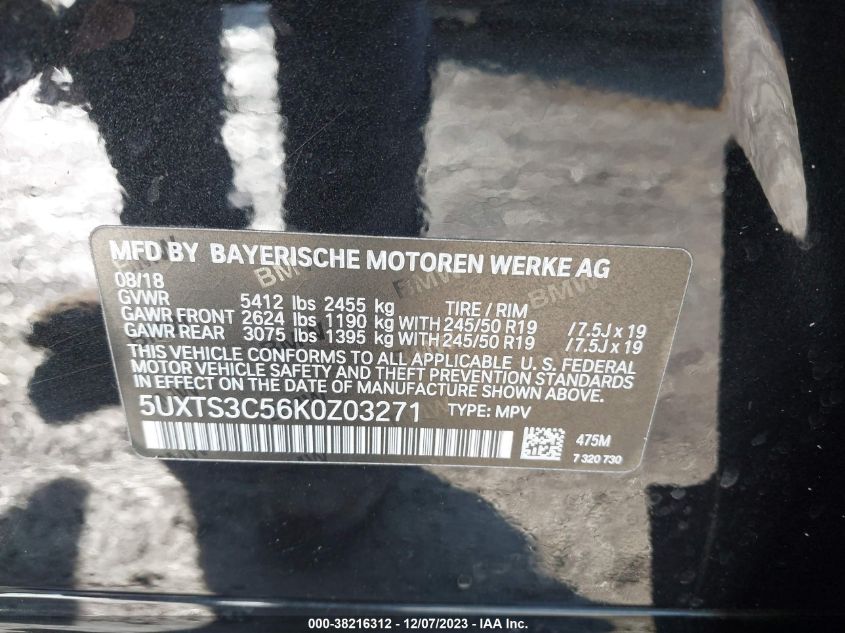 MFD BY BAYERISCHE MOTOREN WERKE AG
08/18
GVWR 5412 lbs 2455 kg TIRE / RIM
GAWR FRONT 2624 lbs 1190 kg WITH 245/50 R19 /7.5J x 19
GAWR REAR 3075 lbs 1395 kg WITH 245/50 R19 /7.5J x 19
THIS VEHICLE CONFORMS TO ALL APPLICABLE U. S. FEDERAL
MOTOR VEHICLE SAFETY AND THEFT PREVENTION STANDARDS
IN EFFECT ON THE DATE OF MANUFACTURE SHOWN ABOVE.
5UXTS3C56K0Z03271 TYPE: MPV
475M
7 320 730
000-38216312 - 12/07/2023 - IAA Inc.